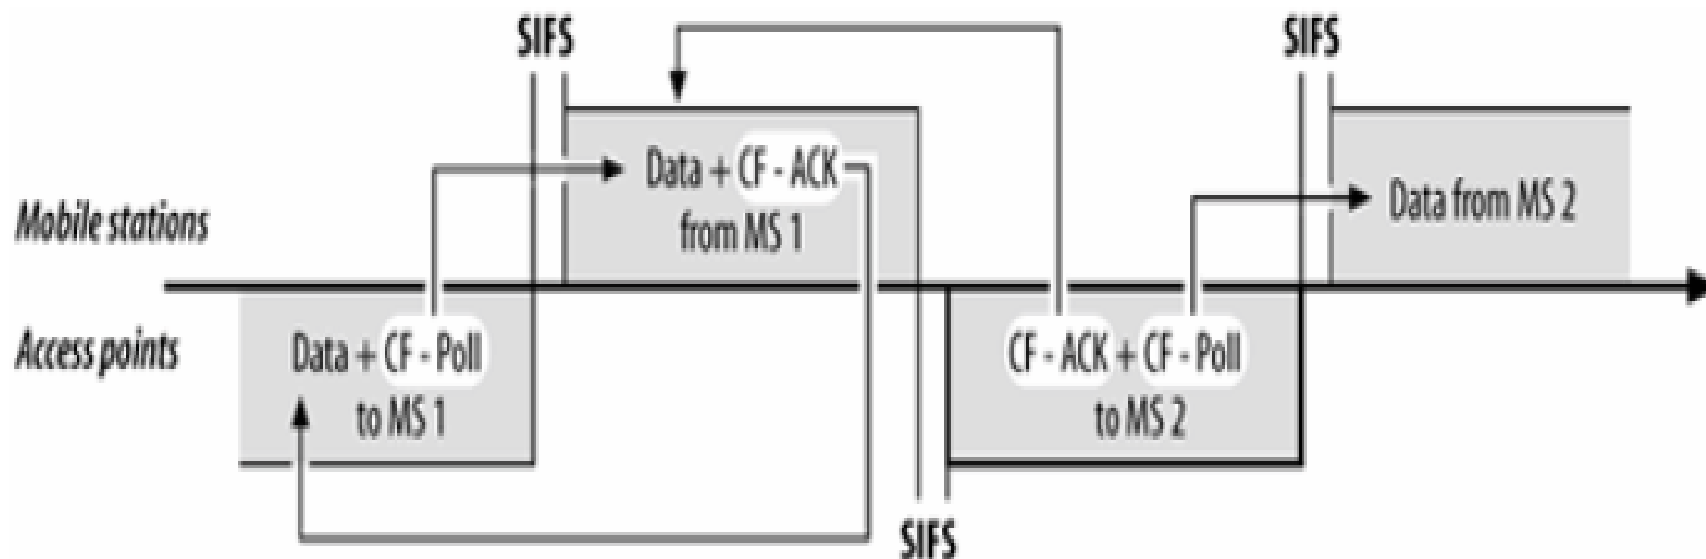 SIFS
SIFS
Data + CF - ACK
from MS 1
Data from MS 2
Mobile stations
Access points
Data + CF - Poll
to MS 1
CF - ACK + CF - Poll
to MS 2
SIFS